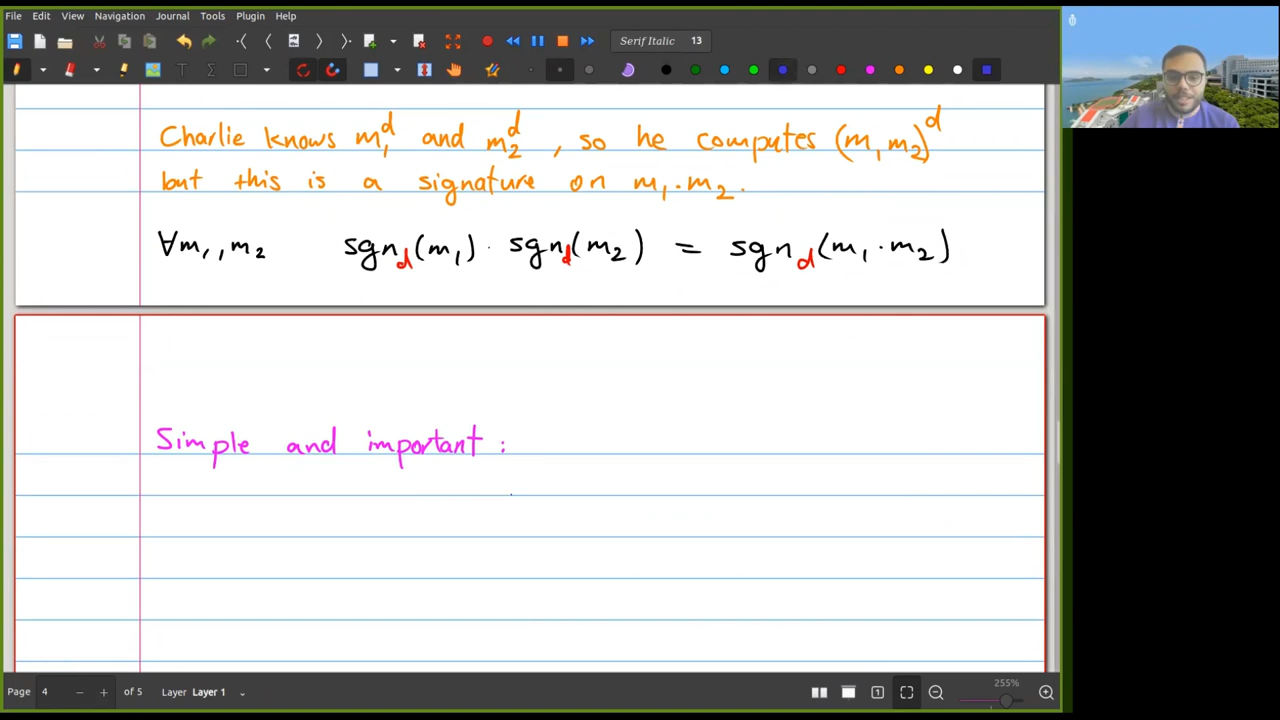 File Edit View Navigation Journal Tools Plugin Help
Serif Italic 13
Charlie knows m₁ᵈ and m₂ᵈ , so he computes (m₁m₂)ᵈ
but this is a signature on m₁·m₂.
∀m₁,m₂ sgn_d(m₁) · sgn_d(m₂) = sgn_d(m₁·m₂)
Simple and important :
Page 4 of 5 Layer Layer 1 255%